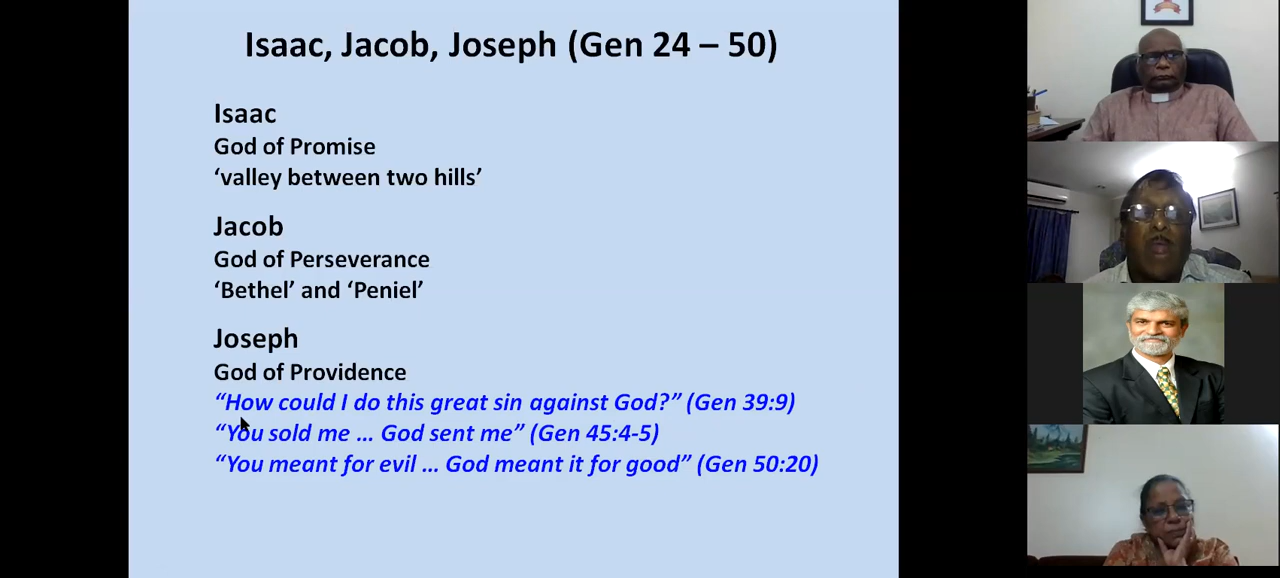 Isaac, Jacob, Joseph (Gen 24 – 50)
Isaac
God of Promise
‘valley between two hills’
Jacob
God of Perseverance
‘Bethel’ and ‘Peniel’
Joseph
God of Providence
“How could I do this great sin against God?” (Gen 39:9)
“You sold me ... God sent me” (Gen 45:4-5)
“You meant for evil ... God meant it for good” (Gen 50:20)